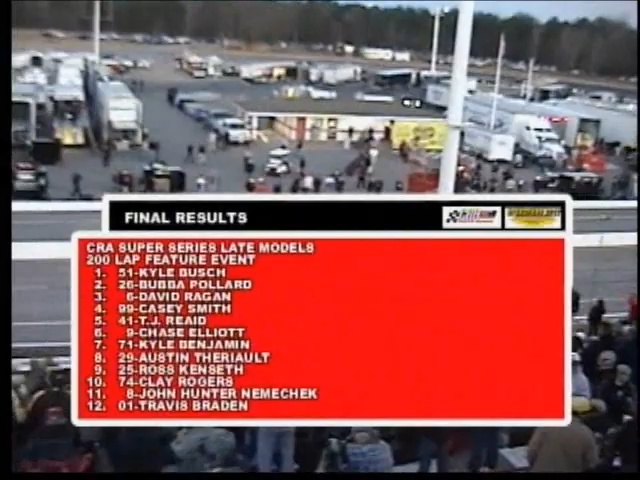 FINAL RESULTS
CRA SUPER SERIES LATE MODELS
200 LAP FEATURE EVENT
1. 51-KYLE BUSCH
2. 26-BUBBA POLLARD
3. 6-DAVID RAGAN
4. 99-CASEY SMITH
5. 41-T.J. REAID
6. 9-CHASE ELLIOTT
7. 71-KYLE BENJAMIN
8. 29-AUSTIN THERIAULT
9. 25-ROSS KENSETH
10. 74-CLAY ROGERS
11. 8-JOHN HUNTER NEMECHEK
12. 01-TRAVIS BRADEN